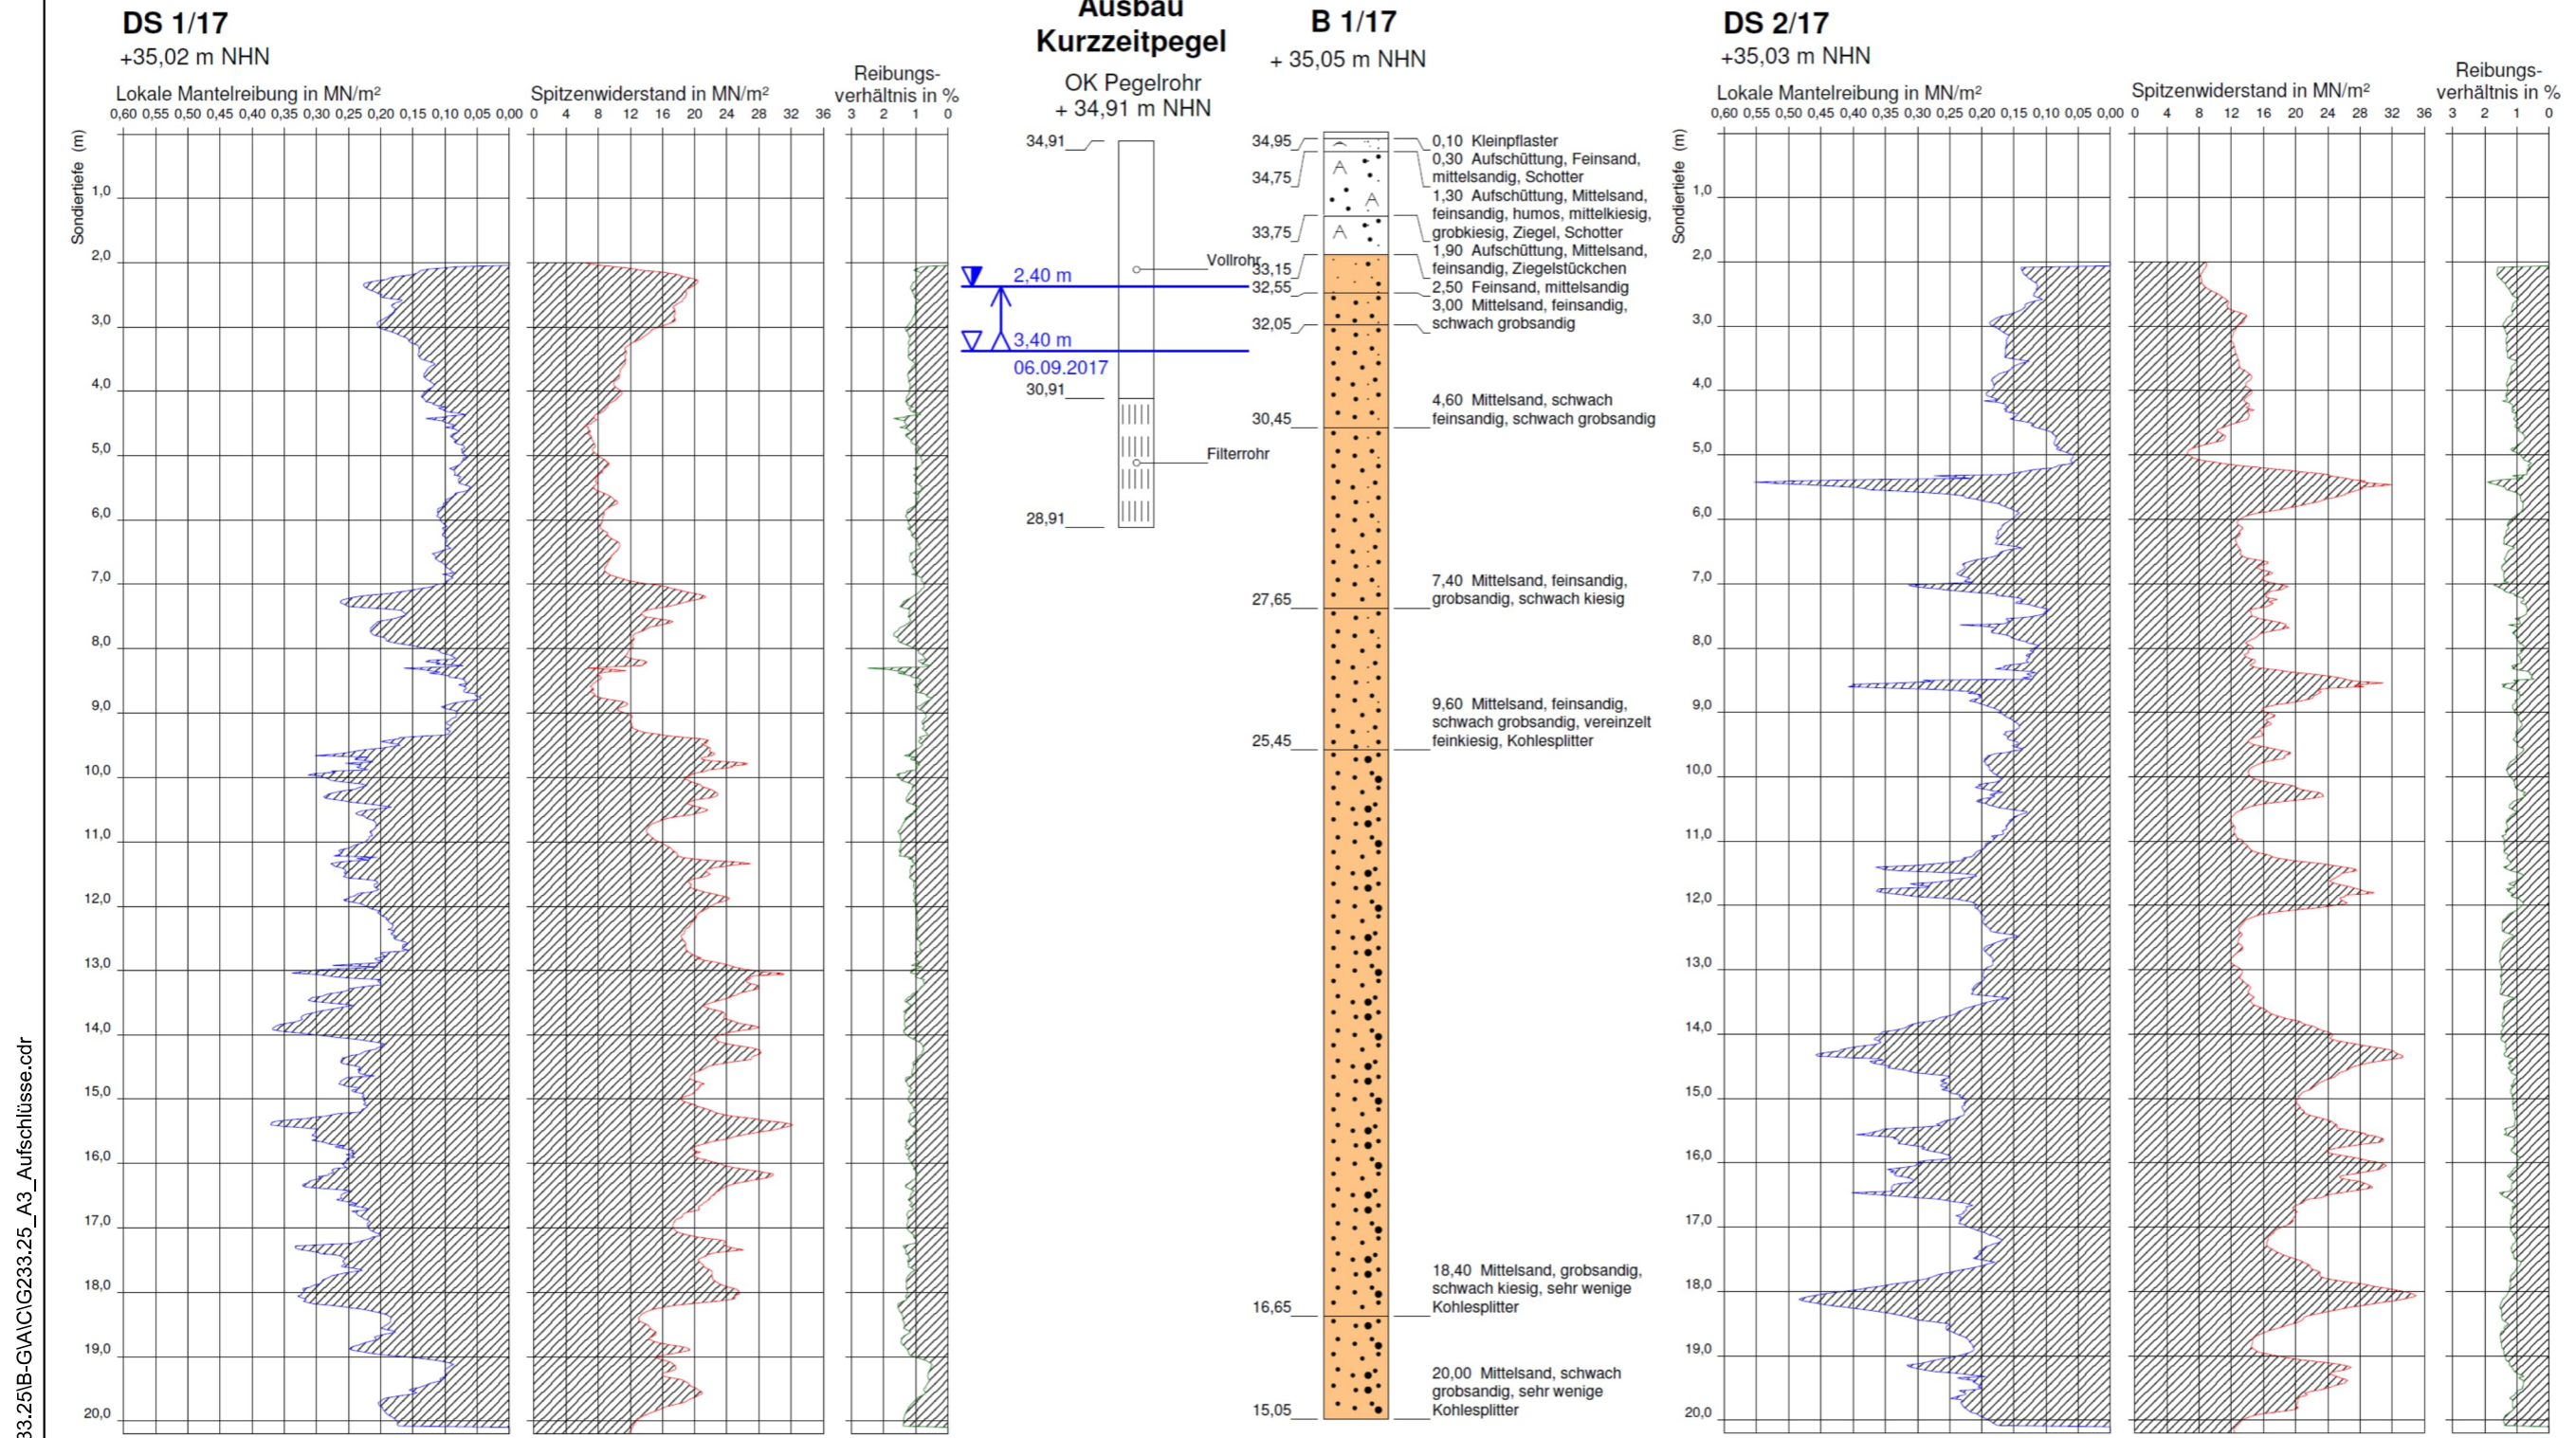 DS 1/17
+35,02 m NHN
Lokale Mantelreibung in MN/m²
0,60 0,55 0,50 0,45 0,40 0,35 0,30 0,25 0,20 0,15 0,10 0,05 0,00
Spitzenwiderstand in MN/m²
0 4 8 12 16 20 24 28 32 36
Reibungs-
verhältnis in %
3 2 1 0
Sondiertiefe (m)
1,0
2,0
3,0
4,0
5,0
6,0
7,0
8,0
9,0
10,0
11,0
12,0
13,0
14,0
15,0
16,0
17,0
18,0
19,0
20,0
Ausbau
Kurzzeitpegel
OK Pegelrohr
+ 34,91 m NHN
34,91
Vollrohr
2,40 m
3,40 m
06.09.2017
30,91
Filterrohr
28,91
B 1/17
+ 35,05 m NHN
34,95
34,75
33,75
33,15
32,55
32,05
30,45
27,65
25,45
16,65
15,05
A
A
A
0,10 Kleinpflaster
0,30 Aufschüttung, Feinsand,
mittelsandig, Schotter
1,30 Aufschüttung, Mittelsand,
feinsandig, humos, mittelkiesig,
grobkiesig, Ziegel, Schotter
1,90 Aufschüttung, Mittelsand,
feinsandig, Ziegelstückchen
2,50 Feinsand, mittelsandig
3,00 Mittelsand, feinsandig,
schwach grobsandig
4,60 Mittelsand, schwach
feinsandig, schwach grobsandig
7,40 Mittelsand, feinsandig,
grobsandig, schwach kiesig
9,60 Mittelsand, feinsandig,
schwach grobsandig, vereinzelt
feinkiesig, Kohlesplitter
18,40 Mittelsand, grobsandig,
schwach kiesig, sehr wenige
Kohlesplitter
20,00 Mittelsand, schwach
grobsandig, sehr wenige
Kohlesplitter
DS 2/17
+35,03 m NHN
Lokale Mantelreibung in MN/m²
0,60 0,55 0,50 0,45 0,40 0,35 0,30 0,25 0,20 0,15 0,10 0,05 0,00
Spitzenwiderstand in MN/m²
0 4 8 12 16 20 24 28 32 36
Reibungs-
verhältnis in %
3 2 1 0
Sondiertiefe (m)
1,0
2,0
3,0
4,0
5,0
6,0
7,0
8,0
9,0
10,0
11,0
12,0
13,0
14,0
15,0
16,0
17,0
18,0
19,0
20,0
33.25\B-G\A\C\G233.25_A3_Aufschlüsse.cdr